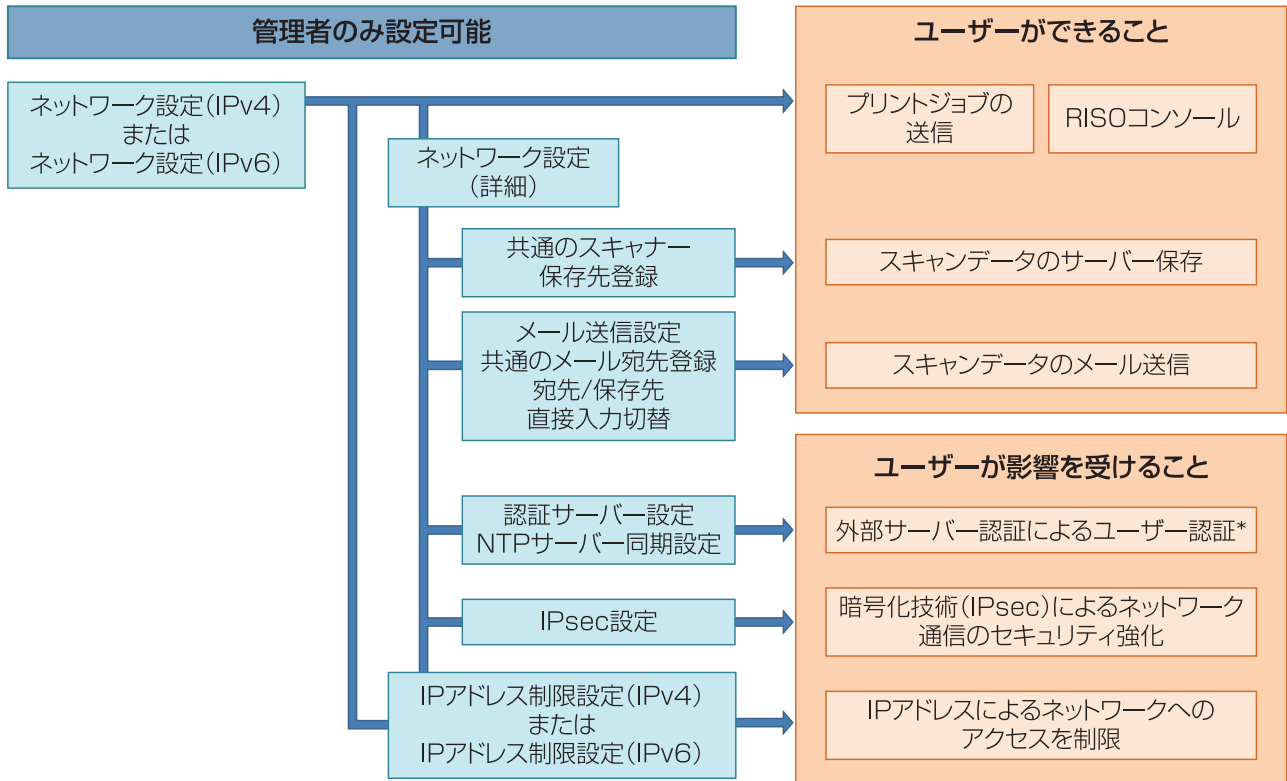 管理者のみ設定可能
ネットワーク設定(IPv4)
または
ネットワーク設定(IPv6)
ネットワーク設定
(詳細)
共通のスキャナー
保存先登録
メール送信設定
共通のメール宛先登録
宛先/保存先
直接入力切替
認証サーバー設定
NTPサーバー同期設定
IPsec設定
IPアドレス制限設定(IPv4)
または
IPアドレス制限設定(IPv6)
ユーザーができること
プリントジョブの
送信
RISOコンソール
スキャンデータのサーバー保存
スキャンデータのメール送信
ユーザーが影響を受けること
外部サーバー認証によるユーザー認証*
暗号化技術(IPsec)によるネットワーク
通信のセキュリティ強化
IPアドレスによるネットワークへの
アクセスを制限